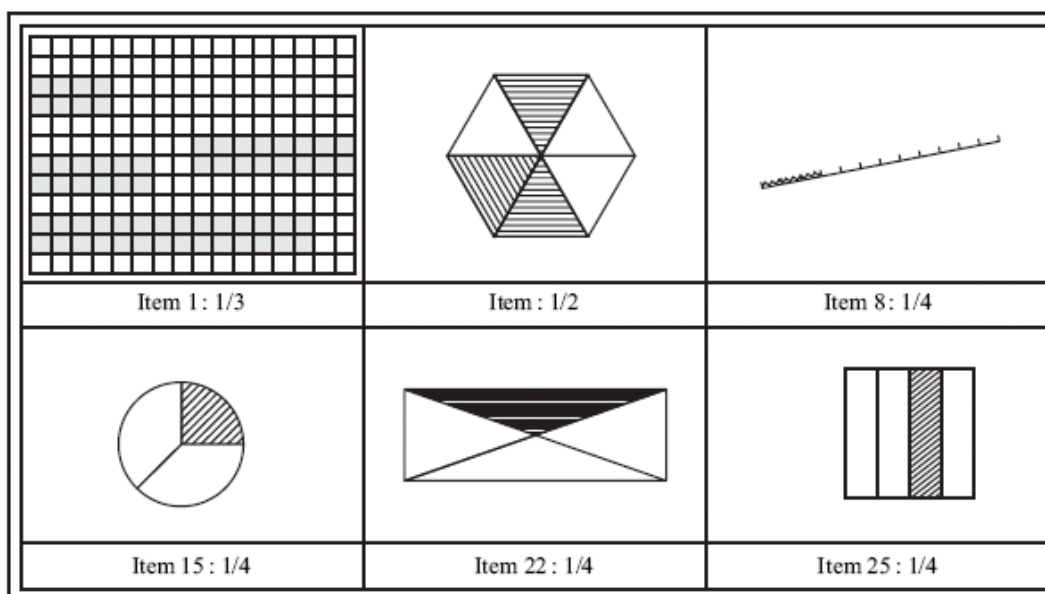 Item 1 : 1/3
Item : 1/2
Item 8 : 1/4
Item 15 : 1/4
Item 22 : 1/4
Item 25 : 1/4